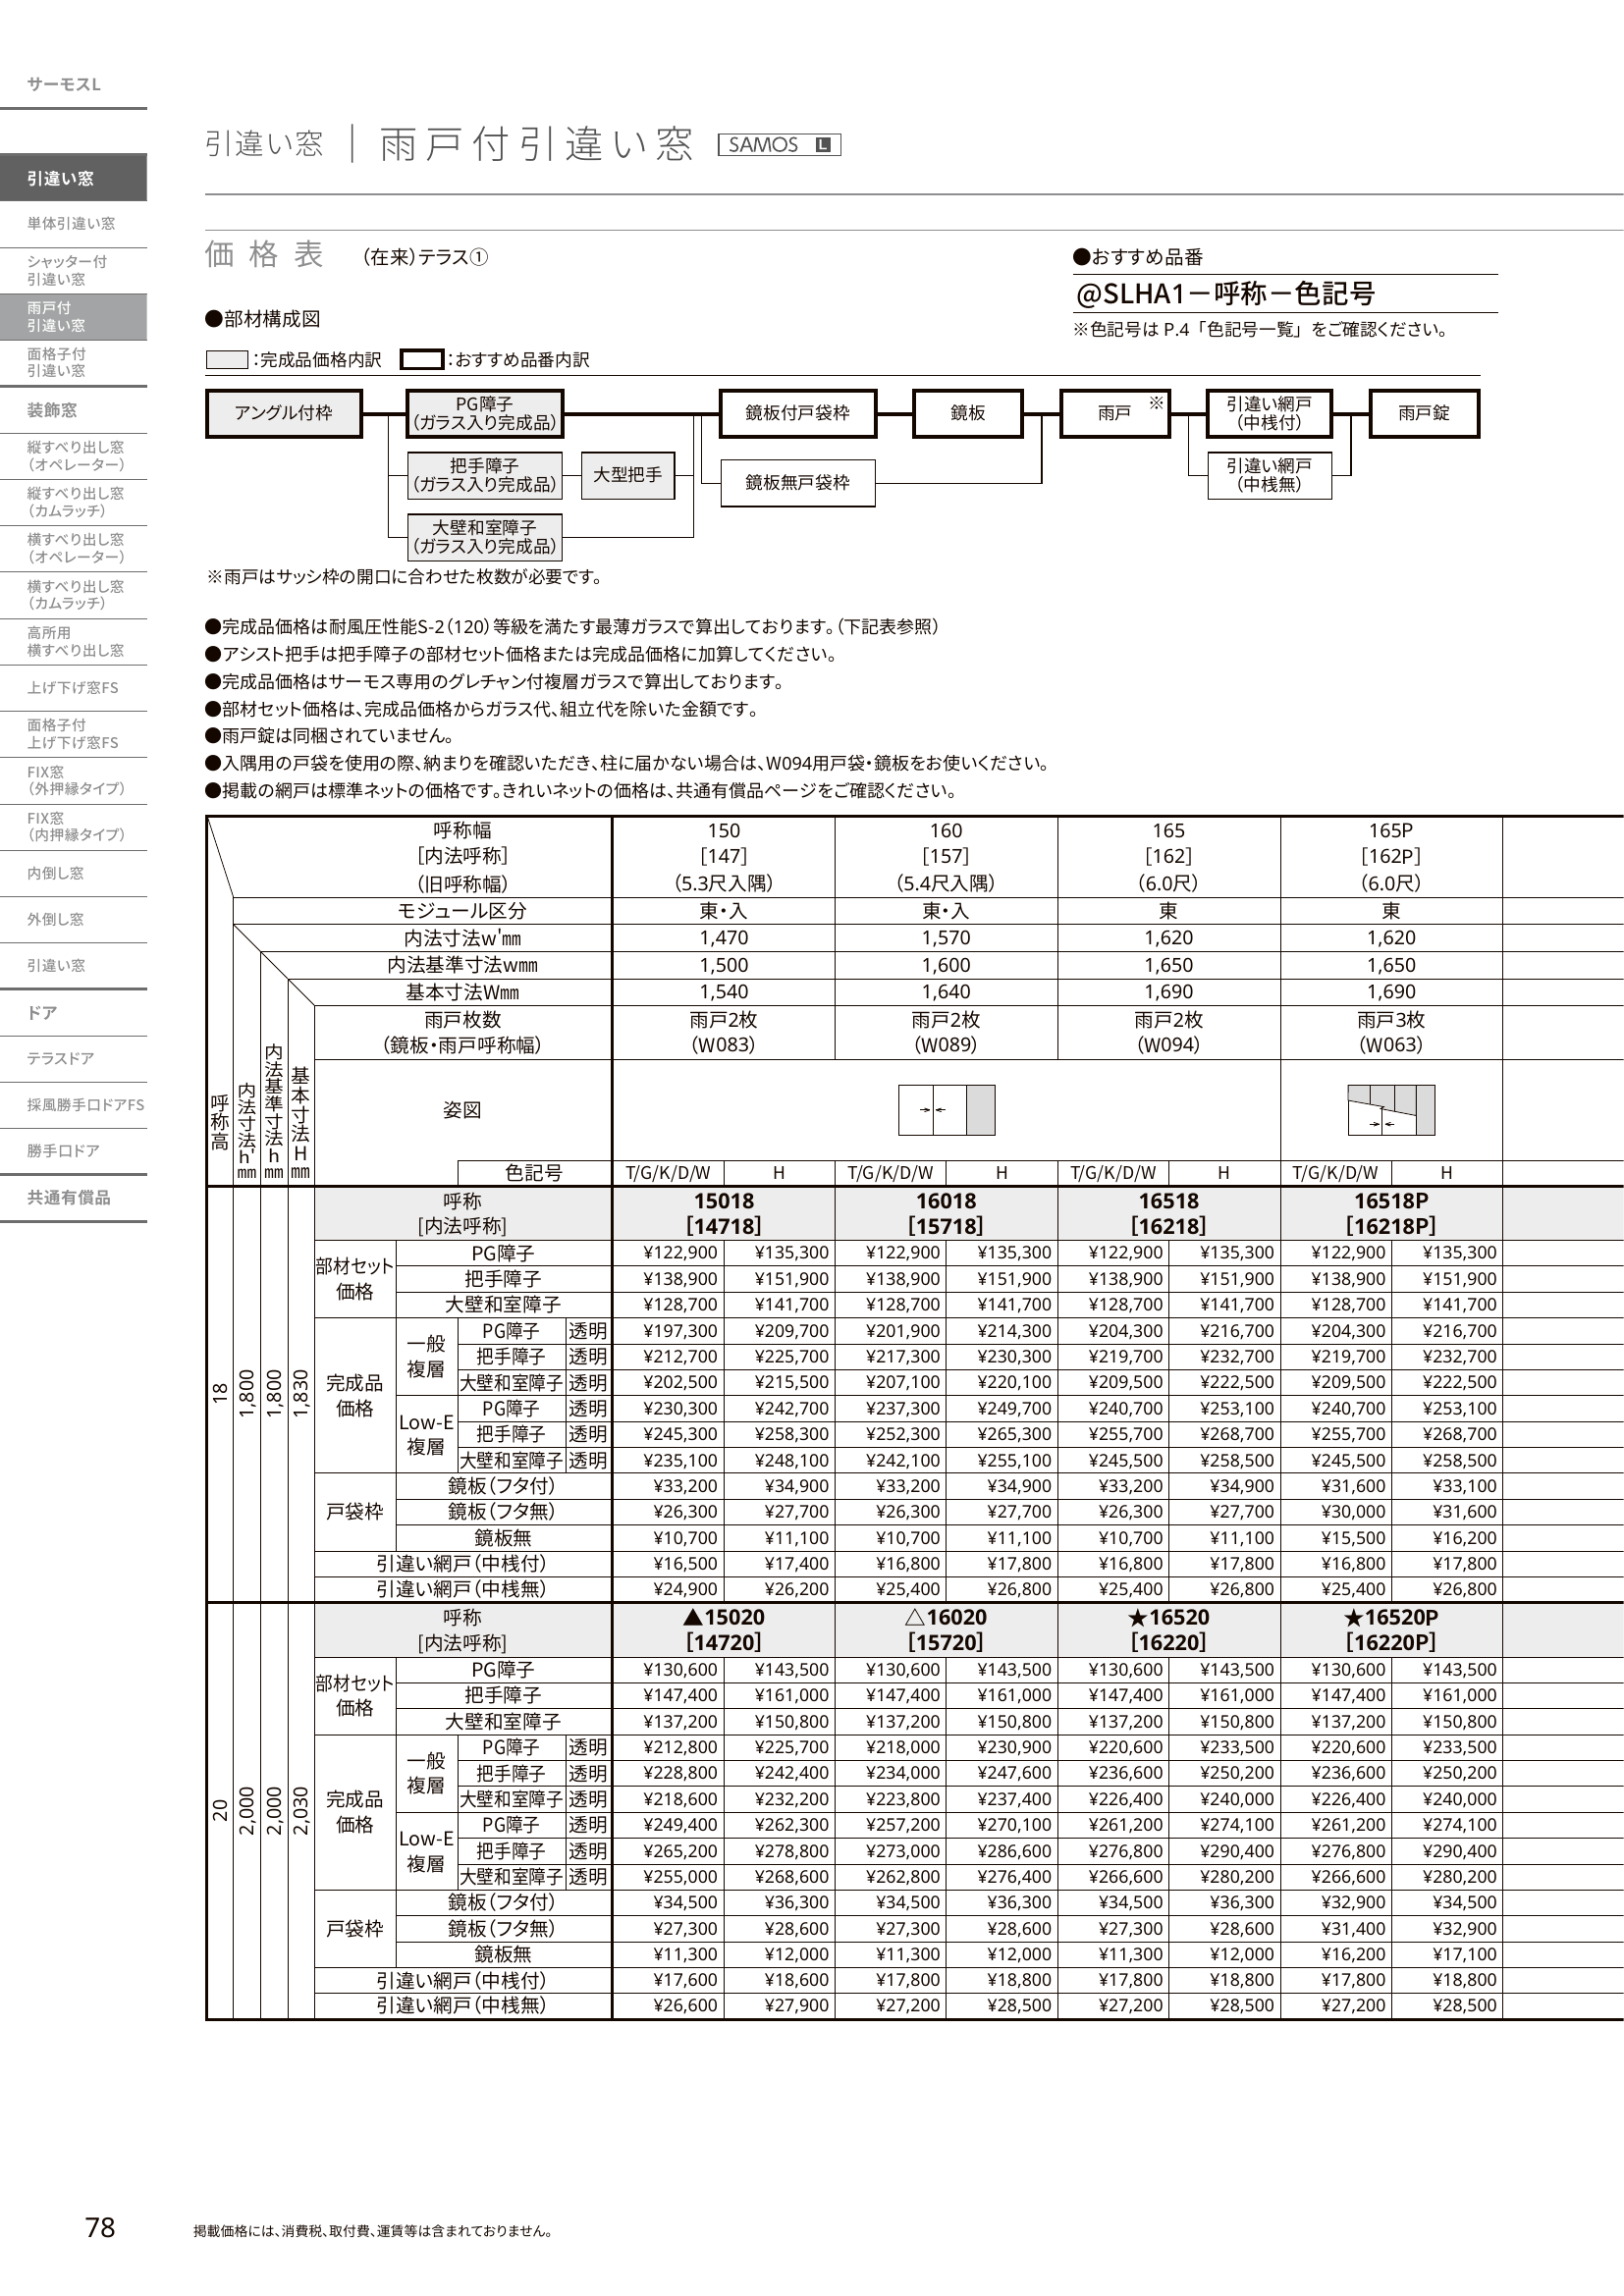 サーモスL
引違い窓
単体引違い窓
シャッター付
引違い窓
雨戸付
引違い窓
面格子付
引違い窓
装飾窓
縦すべり出し窓
（オペレーター）
縦すべり出し窓
（カムラッチ）
横すべり出し窓
（オペレーター）
横すべり出し窓
（カムラッチ）
高所用
横すべり出し窓
上げ下げ窓FS
面格子付
上げ下げ窓FS
FIX窓
（外押縁タイプ）
FIX窓
（内押縁タイプ）
内倒し窓
外倒し窓
引違い窓
ドア
テラスドア
採風勝手口ドアFS
勝手口ドア
共通有償品
引違い窓｜雨戸付引違い窓 SAMOS L
価格表 （在来）テラス①
●おすすめ品番
@SLHA1－呼称－色記号
※色記号は P.4「色記号一覧」をご確認ください。
●部材構成図
：完成品価格内訳 ：おすすめ品番内訳
アングル付枠 PG障子（ガラス入り完成品） 鏡板付戸袋枠 鏡板 雨戸※ 引違い網戸（中桟付） 雨戸錠
把手障子（ガラス入り完成品） 大型把手 鏡板無戸袋枠 引違い網戸（中桟無）
大壁和室障子（ガラス入り完成品）
※雨戸はサッシ枠の開口に合わせた枚数が必要です。
●完成品価格は耐風圧性能S-2（120）等級を満たす最薄ガラスで算出しております。（下記表参照）
●アシスト把手は把手障子の部材セット価格または完成品価格に加算してください。
●完成品価格はサーモス専用のグレチャン付複層ガラスで算出しております。
●部材セット価格は、完成品価格からガラス代、組立代を除いた金額です。
●雨戸錠は同梱されていません。
●入隅用の戸袋を使用の際、納まりを確認いただき、柱に届かない場合は、W094用戸袋・鏡板をお使いください。
●掲載の網戸は標準ネットの価格です。きれいネットの価格は、共通有償品ページをご確認ください。
呼称幅 150 160 165 165P
［内法呼称］ ［147］ ［157］ ［162］ ［162P］
（旧呼称幅） （5.3尺入隅） （5.4尺入隅） （6.0尺） （6.0尺）
モジュール区分 東・入 東・入 東 東
内法寸法w'㎜ 1,470 1,570 1,620 1,620
内法基準寸法w㎜ 1,500 1,600 1,650 1,650
基本寸法W㎜ 1,540 1,640 1,690 1,690
雨戸枚数 雨戸2枚 雨戸2枚 雨戸2枚 雨戸3枚
（鏡板・雨戸呼称幅） （W083） （W089） （W094） （W063）
呼称高 内法寸法h'㎜ 内法基準寸法h㎜ 基本寸法H㎜
姿図
色記号 T/G/K/D/W H T/G/K/D/W H T/G/K/D/W H T/G/K/D/W H
18 1,800 1,800 1,830
呼称 15018 16018 16518 16518P
[内法呼称] [14718] [15718] [16218] [16218P]
部材セット価格
PG障子 ¥122,900 ¥135,300 ¥122,900 ¥135,300 ¥122,900 ¥135,300 ¥122,900 ¥135,300
把手障子 ¥138,900 ¥151,900 ¥138,900 ¥151,900 ¥138,900 ¥151,900 ¥138,900 ¥151,900
大壁和室障子 ¥128,700 ¥141,700 ¥128,700 ¥141,700 ¥128,700 ¥141,700 ¥128,700 ¥141,700
完成品価格
一般複層
PG障子 透明 ¥197,300 ¥209,700 ¥201,900 ¥214,300 ¥204,300 ¥216,700 ¥204,300 ¥216,700
把手障子 透明 ¥212,700 ¥225,700 ¥217,300 ¥230,300 ¥219,700 ¥232,700 ¥219,700 ¥232,700
大壁和室障子 透明 ¥202,500 ¥215,500 ¥207,100 ¥220,100 ¥209,500 ¥222,500 ¥209,500 ¥222,500
Low-E複層
PG障子 透明 ¥230,300 ¥242,700 ¥237,300 ¥249,700 ¥240,700 ¥253,100 ¥240,700 ¥253,100
把手障子 透明 ¥245,300 ¥258,300 ¥252,300 ¥265,300 ¥255,700 ¥268,700 ¥255,700 ¥268,700
大壁和室障子 透明 ¥235,100 ¥248,100 ¥242,100 ¥255,100 ¥245,500 ¥258,500 ¥245,500 ¥258,500
戸袋枠
鏡板（フタ付） ¥33,200 ¥34,900 ¥33,200 ¥34,900 ¥33,200 ¥34,900 ¥31,600 ¥33,100
鏡板（フタ無） ¥26,300 ¥27,700 ¥26,300 ¥27,700 ¥26,300 ¥27,700 ¥30,000 ¥31,600
鏡板無 ¥10,700 ¥11,100 ¥10,700 ¥11,100 ¥10,700 ¥11,100 ¥15,500 ¥16,200
引違い網戸（中桟付） ¥16,500 ¥17,400 ¥16,800 ¥17,800 ¥16,800 ¥17,800 ¥16,800 ¥17,800
引違い網戸（中桟無） ¥24,900 ¥26,200 ¥25,400 ¥26,800 ¥25,400 ¥26,800 ¥25,400 ¥26,800
20 2,000 2,000 2,030
呼称 ▲15020 △16020 ★16520 ★16520P
[内法呼称] [14720] [15720] [16220] [16220P]
部材セット価格
PG障子 ¥130,600 ¥143,500 ¥130,600 ¥143,500 ¥130,600 ¥143,500 ¥130,600 ¥143,500
把手障子 ¥147,400 ¥161,000 ¥147,400 ¥161,000 ¥147,400 ¥161,000 ¥147,400 ¥161,000
大壁和室障子 ¥137,200 ¥150,800 ¥137,200 ¥150,800 ¥137,200 ¥150,800 ¥137,200 ¥150,800
完成品価格
一般複層
PG障子 透明 ¥212,800 ¥225,700 ¥218,000 ¥230,900 ¥220,600 ¥233,500 ¥220,600 ¥233,500
把手障子 透明 ¥228,800 ¥242,400 ¥234,000 ¥247,600 ¥236,600 ¥250,200 ¥236,600 ¥250,200
大壁和室障子 透明 ¥218,600 ¥232,200 ¥223,800 ¥237,400 ¥226,400 ¥240,000 ¥226,400 ¥240,000
Low-E複層
PG障子 透明 ¥249,400 ¥262,300 ¥257,200 ¥270,100 ¥261,200 ¥274,100 ¥261,200 ¥274,100
把手障子 透明 ¥265,200 ¥278,800 ¥273,000 ¥286,600 ¥276,800 ¥290,400 ¥276,800 ¥290,400
大壁和室障子 透明 ¥255,000 ¥268,600 ¥262,800 ¥276,400 ¥266,600 ¥280,200 ¥266,600 ¥280,200
戸袋枠
鏡板（フタ付） ¥34,500 ¥36,300 ¥34,500 ¥36,300 ¥34,500 ¥36,300 ¥32,900 ¥34,500
鏡板（フタ無） ¥27,300 ¥28,600 ¥27,300 ¥28,600 ¥27,300 ¥28,600 ¥31,400 ¥32,900
鏡板無 ¥11,300 ¥12,000 ¥11,300 ¥12,000 ¥11,300 ¥12,000 ¥16,200 ¥17,100
引違い網戸（中桟付） ¥17,600 ¥18,600 ¥17,800 ¥18,800 ¥17,800 ¥18,800 ¥17,800 ¥18,800
引違い網戸（中桟無） ¥26,600 ¥27,900 ¥27,200 ¥28,500 ¥27,200 ¥28,500 ¥27,200 ¥28,500
78
掲載価格には、消費税、取付費、運賃等は含まれておりません。